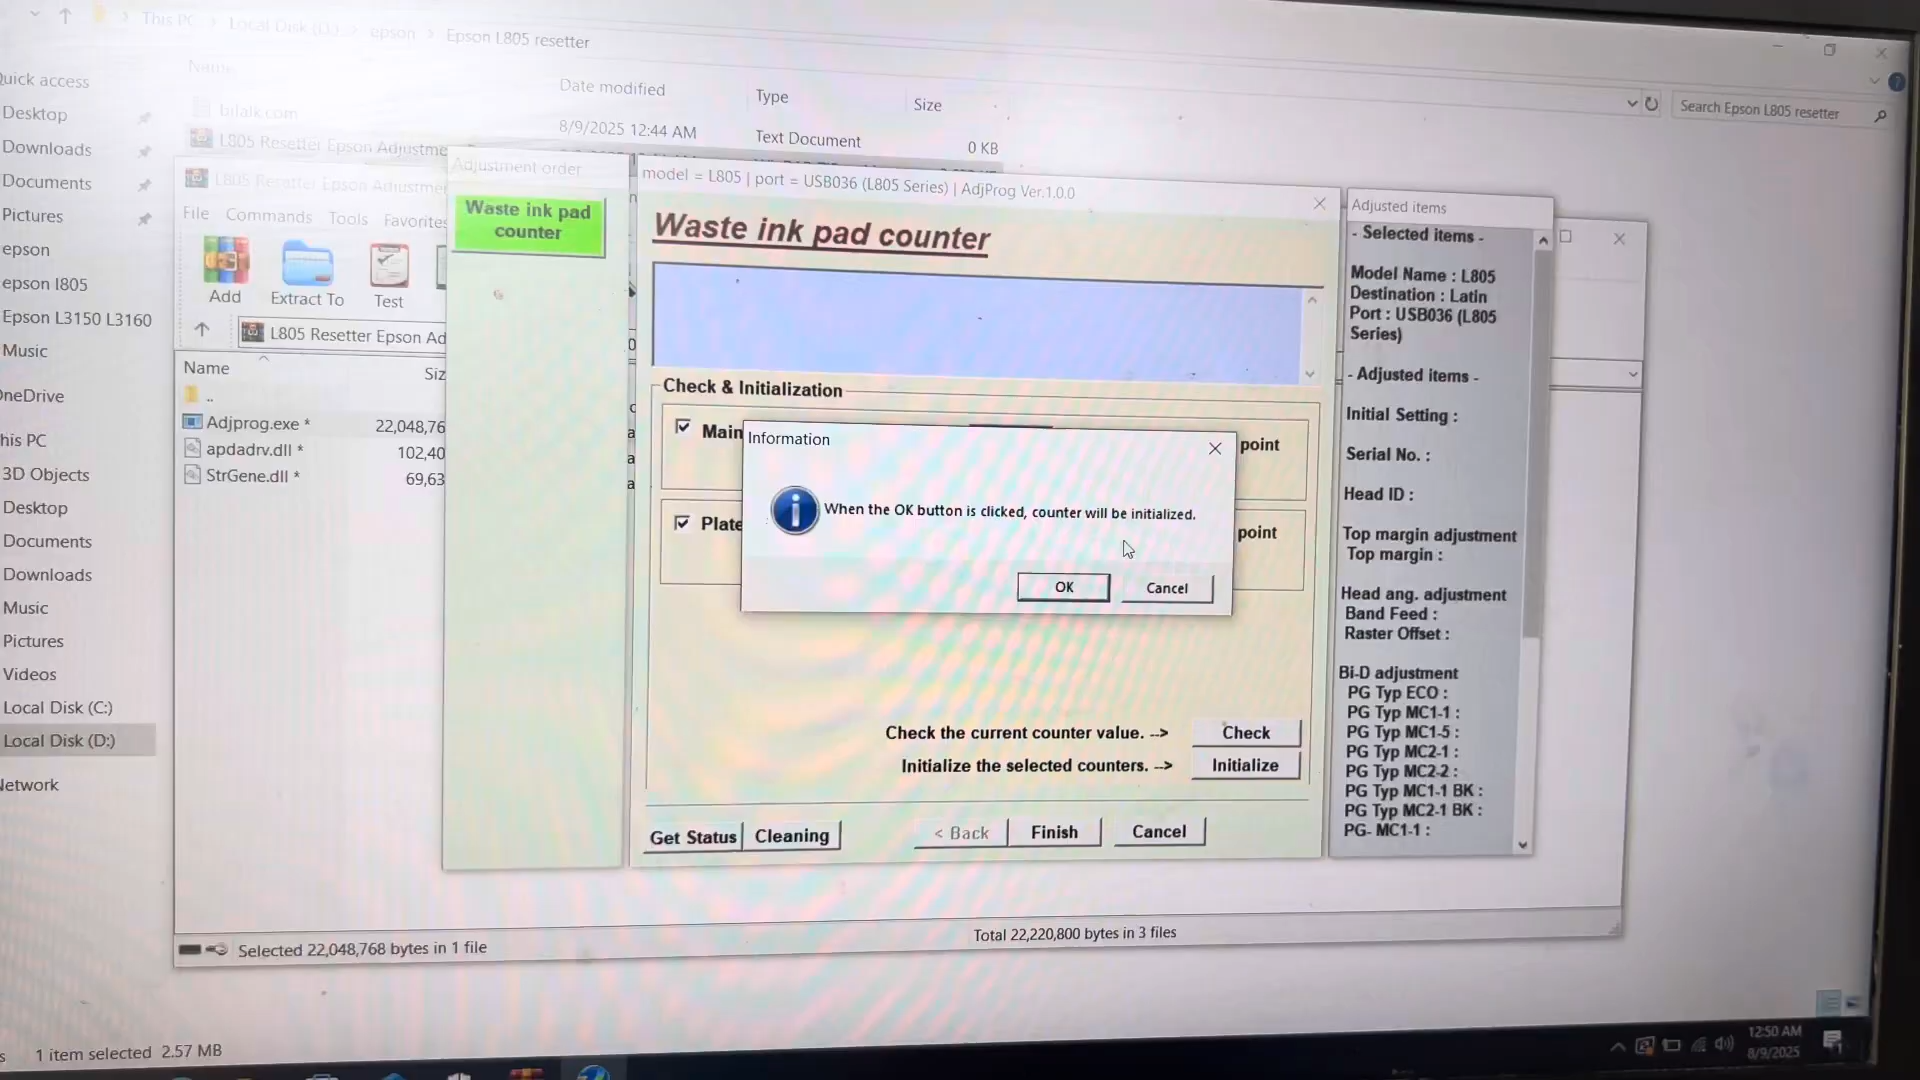 This PC > Local Disk (D:) > epson > Epson L805 resetter
Search Epson L805 resetter
Name
Date modified
Type
Size
bilalk.com
8/9/2025 12:44 AM
Text Document
0 KB
L805 Resetter Epson Adjustme
Quick access
Desktop
Downloads
Documents
Pictures
epson
epson l805
Epson L3150 L3160
Music
OneDrive
his PC
3D Objects
Desktop
Documents
Downloads
Music
Pictures
Videos
Local Disk (C:)
Local Disk (D:)
Network
1 item selected 2.57 MB
L805 Resetter Epson Adjustme
File Commands Tools Favorites
Add
Extract To
Test
L805 Resetter Epson Ad
Name
Siz
..
Adjprog.exe *
22,048,76
apdadrv.dll *
102,40
StrGene.dll *
69,63
Selected 22,048,768 bytes in 1 file
Total 22,220,800 bytes in 3 files
Adjustment order
Waste ink pad
counter
model = L805 | port = USB036 (L805 Series) | AdjProg Ver.1.0.0
Waste ink pad counter
Check & Initialization
Main
point
Plate
point
Information
When the OK button is clicked, counter will be initialized.
OK
Cancel
Check the current counter value. -->
Check
Initialize the selected counters. -->
Initialize
Get Status
Cleaning
< Back
Finish
Cancel
Adjusted items
- Selected items -
Model Name : L805
Destination : Latin
Port : USB036 (L805
Series)
- Adjusted items -
Initial Setting :
Serial No. :
Head ID :
Top margin adjustment
Top margin :
Head ang. adjustment
Band Feed :
Raster Offset :
Bi-D adjustment
PG Typ ECO :
PG Typ MC1-1 :
PG Typ MC1-5 :
PG Typ MC2-1 :
PG Typ MC2-2 :
PG Typ MC1-1 BK :
PG Typ MC2-1 BK :
PG- MC1-1 :
12:50 AM
8/9/2025